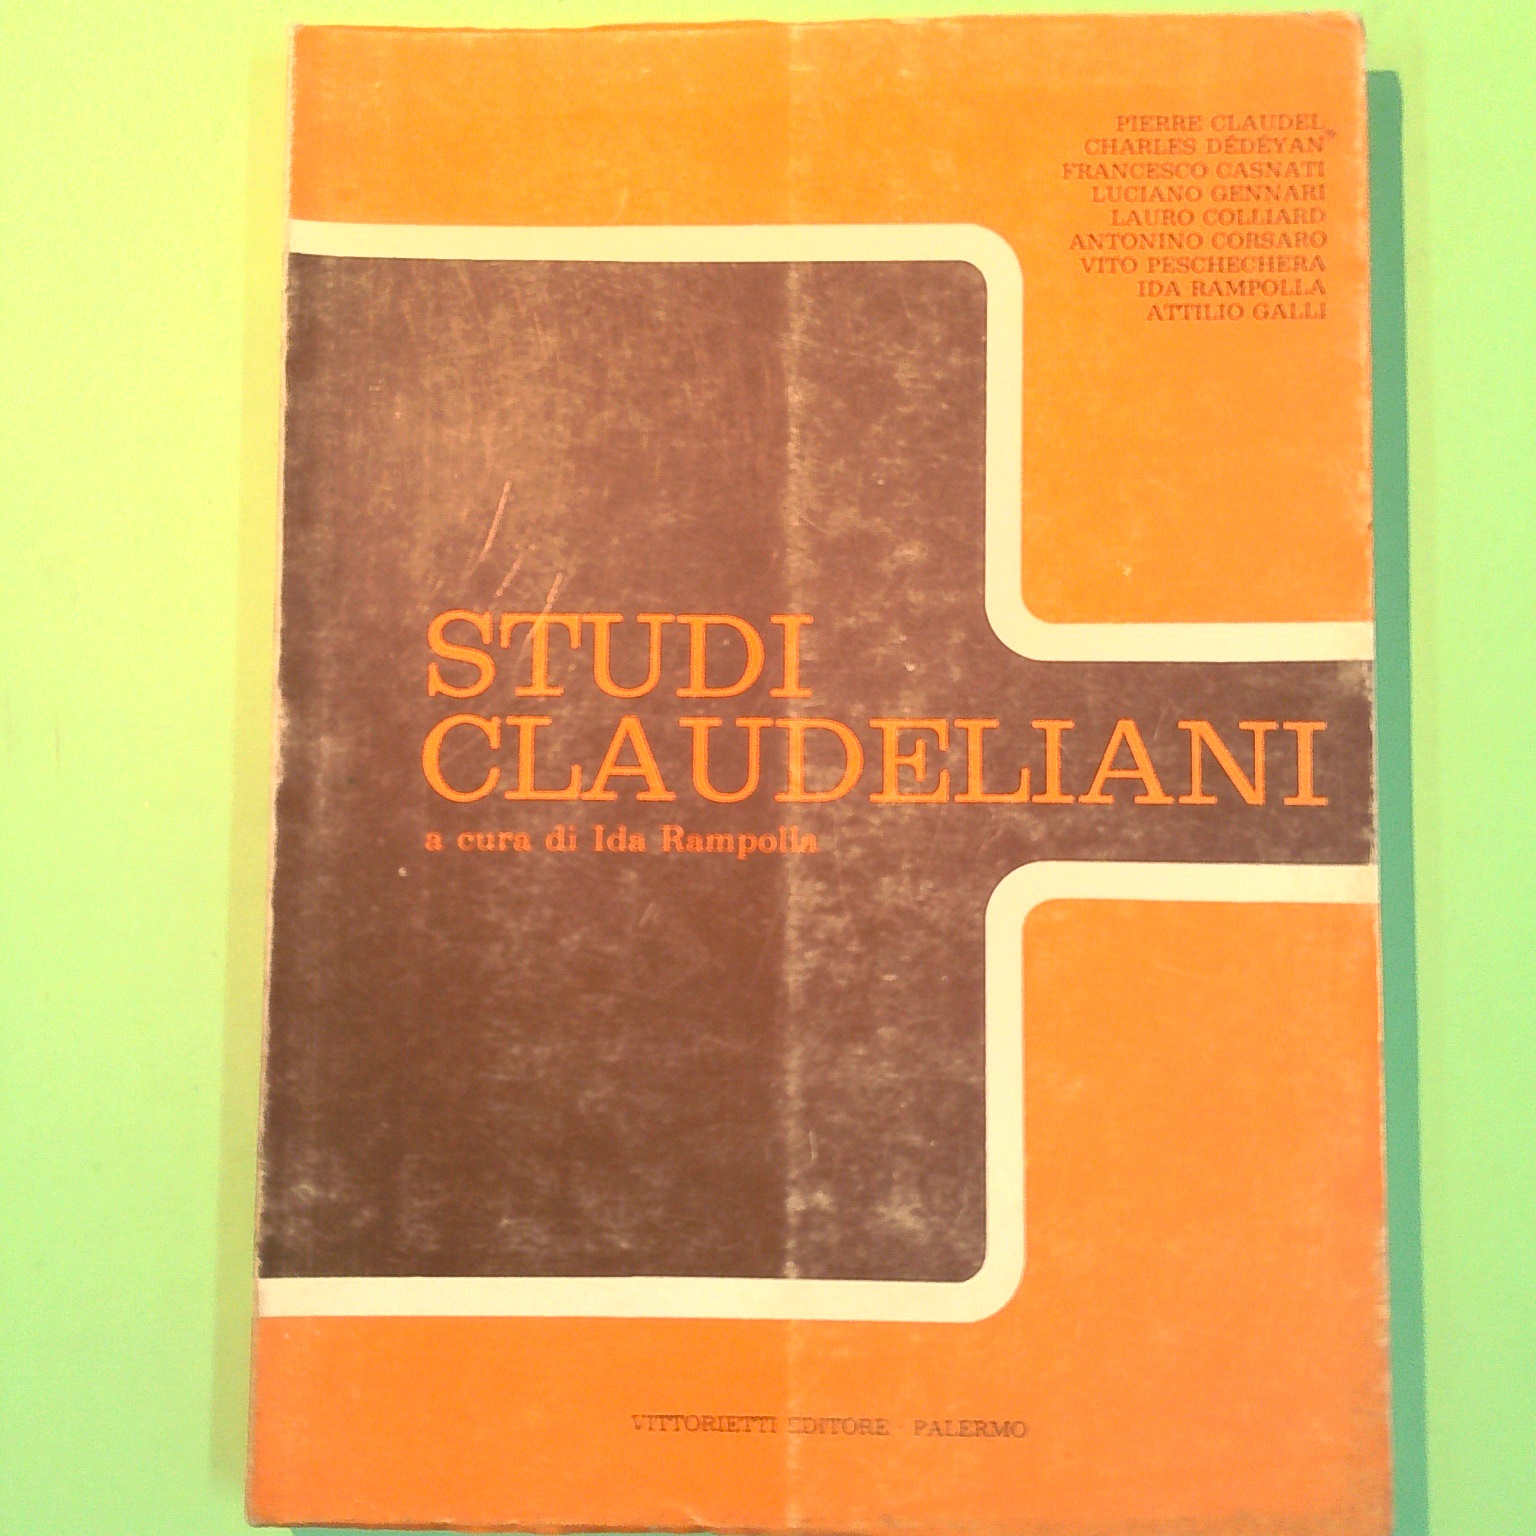 PIERRE CLAUDEL
CHARLES DÉDÉYAN
FRANCESCO CASNATI
LUCIANO GENNARI
LAURO COLLIARD
ANTONINO CORSARO
VITO PESCHECHERA
IDA RAMPOLLA
ATTILIO GALLI
STUDI
CLAUDELIANI
a cura di Ida Rampolla
VITTORIETTI EDITORE · PALERMO